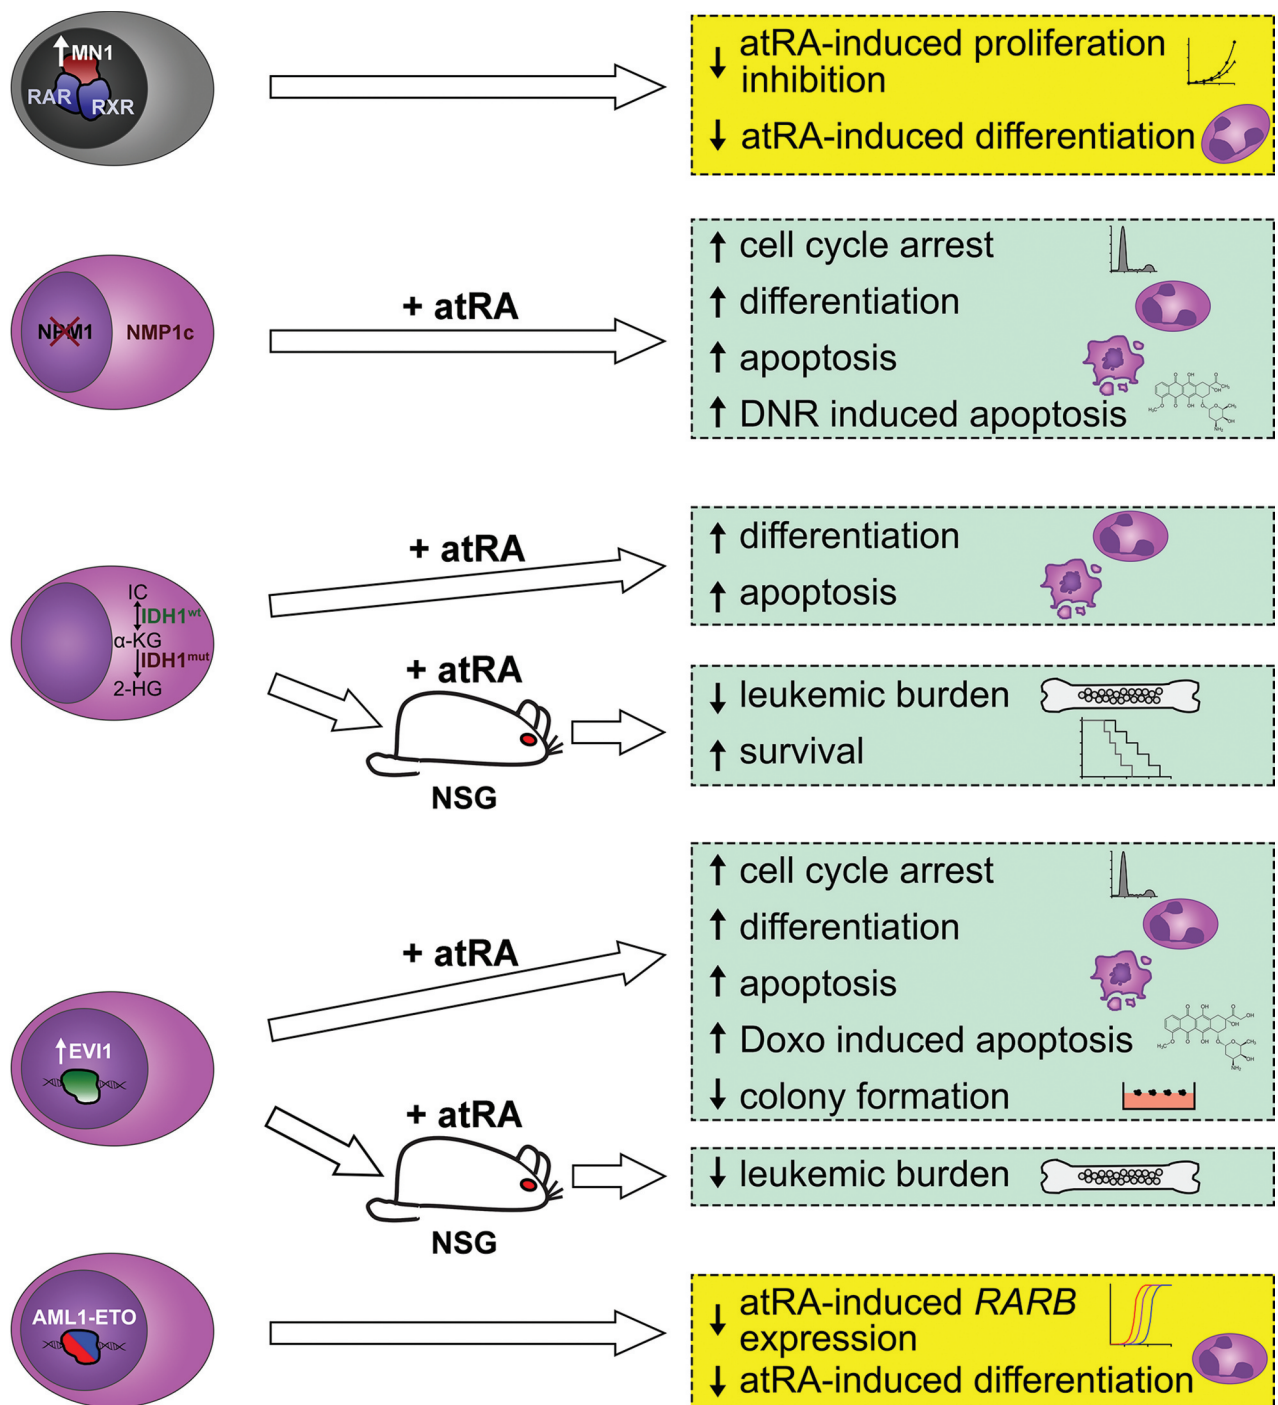 MN1
RAR
RXR
atRA-induced proliferation
inhibition
atRA-induced differentiation
NPM1
NMP1c
+ atRA
cell cycle arrest
differentiation
apoptosis
DNR induced apoptosis
IC
IDH1wt
α-KG
IDH1mut
2-HG
+ atRA
differentiation
apoptosis
+ atRA
NSG
leukemic burden
survival
EVI1
+ atRA
cell cycle arrest
differentiation
apoptosis
Doxo induced apoptosis
colony formation
+ atRA
NSG
leukemic burden
AML1-ETO
atRA-induced RARB
expression
atRA-induced differentiation